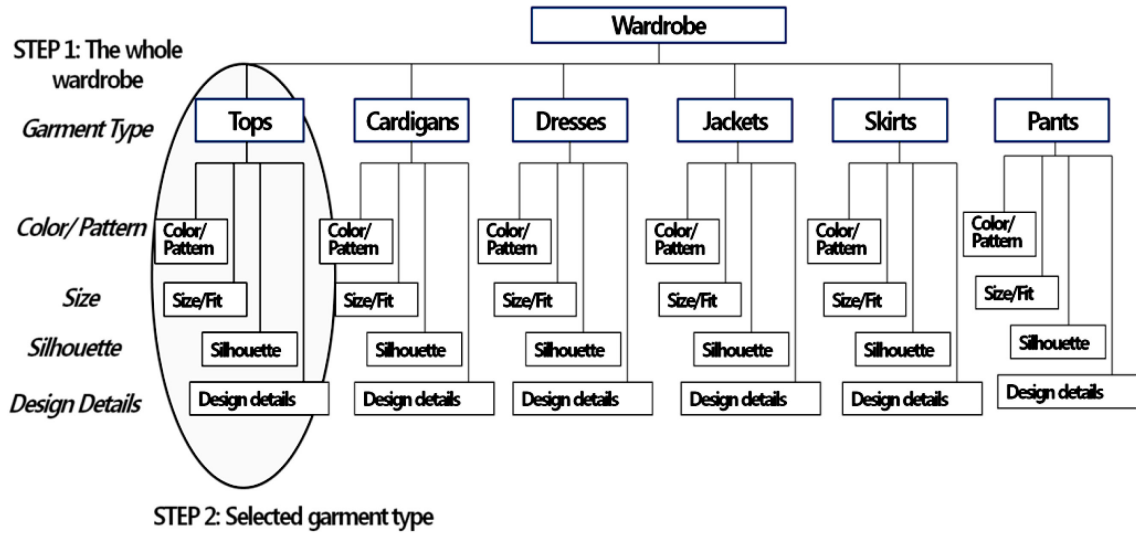 Wardrobe
STEP 1: The whole
wardrobe
Garment Type
Tops
Cardigans
Dresses
Jackets
Skirts
Pants
Color/ Pattern
Color/
Pattern
Color/
Pattern
Color/
Pattern
Color/
Pattern
Color/
Pattern
Color/
Pattern
Size
Size/Fit
Size/Fit
Size/Fit
Size/Fit
Size/Fit
Size/Fit
Silhouette
Silhouette
Silhouette
Silhouette
Silhouette
Silhouette
Silhouette
Design Details
Design details
Design details
Design details
Design details
Design details
Design details
STEP 2: Selected garment type